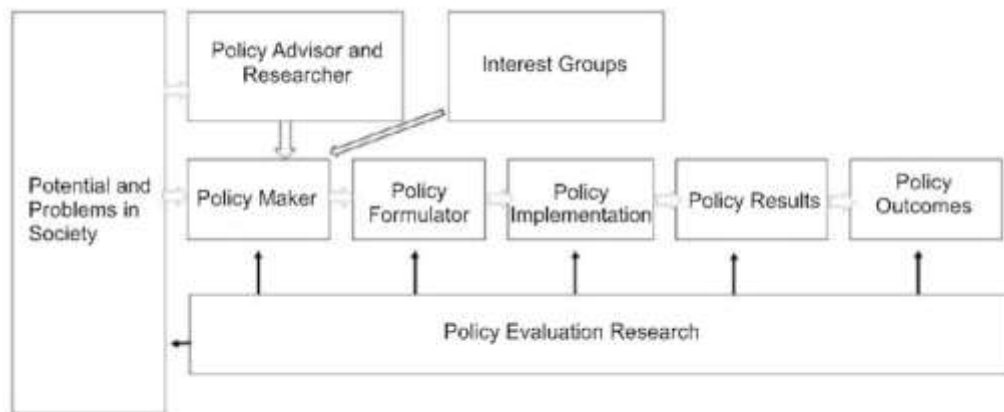 Policy Advisor and
Researcher
Interest Groups
Potential and
Problems in
Society
Policy Maker
Policy
Formulator
Policy
Implementation
Policy Results
Policy
Outcomes
Policy Evaluation Research